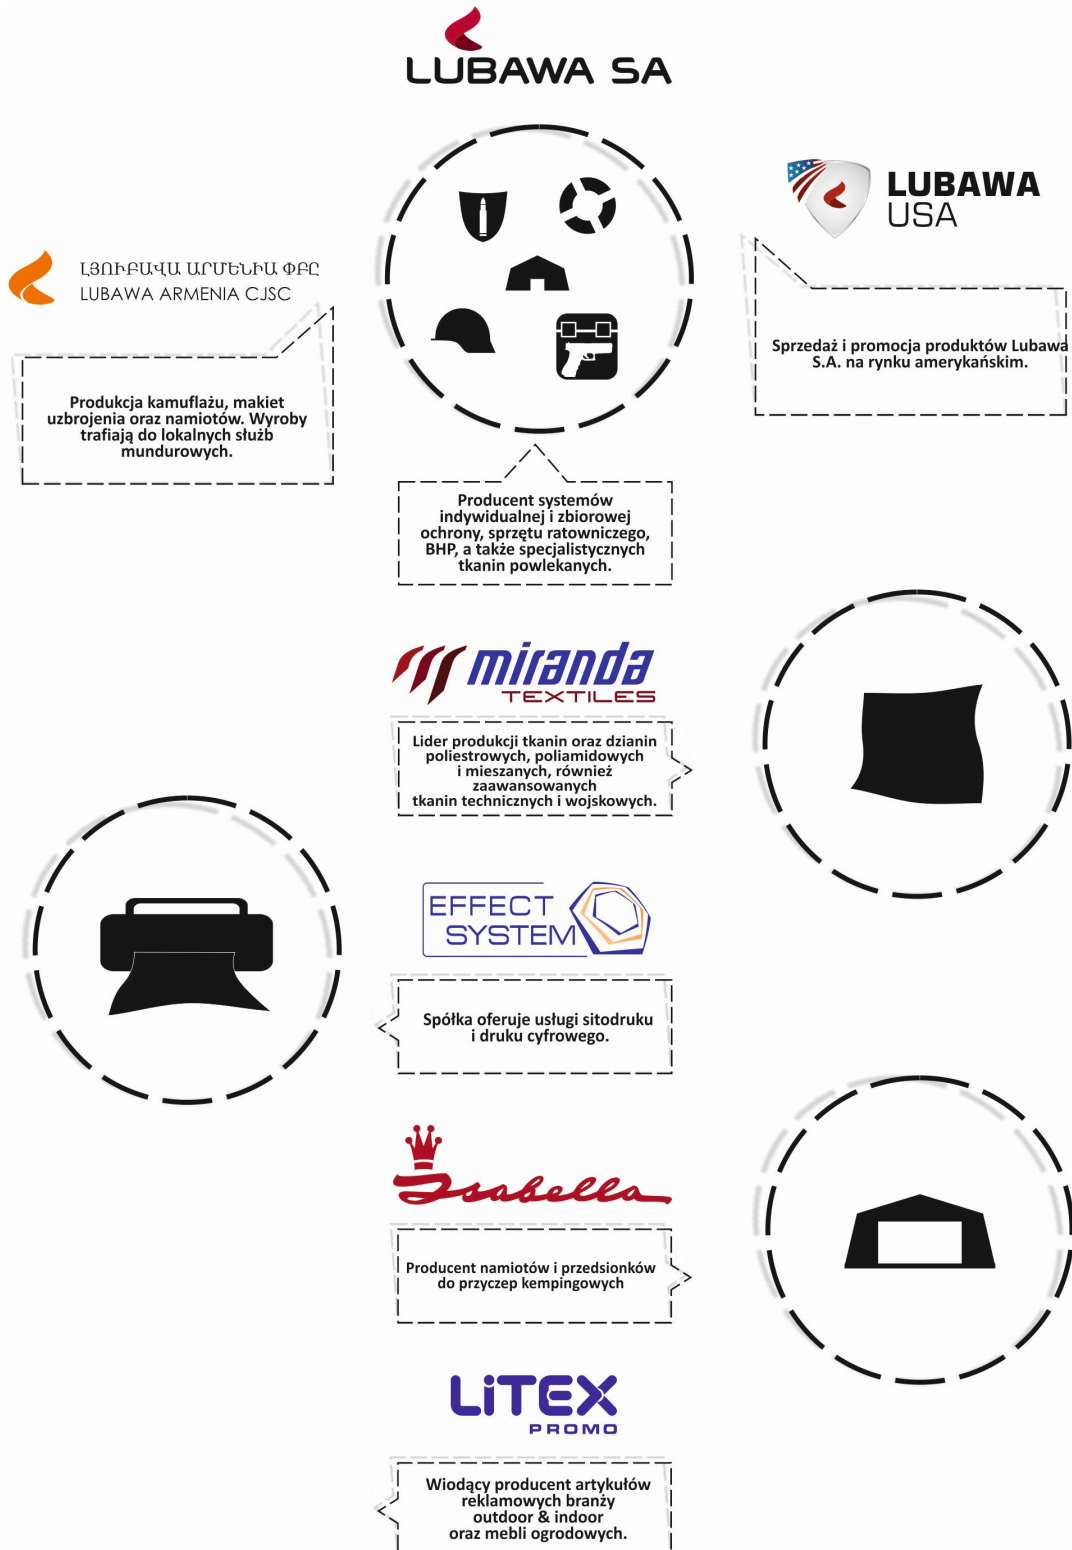 LUBAWA SA
LUBAWA
USA
ԼՅՈՒԲԱՎԱ ԱՐՄԵՆԻԱ ՓԲԸ
LUBAWA ARMENIA CJSC
Sprzedaż i promocja produktów Lubawa
S.A. na rynku amerykańskim.
Produkcja kamuflażu, makiet
uzbrojenia oraz namiotów. Wyroby
trafiają do lokalnych służb
mundurowych.
Producent systemów
indywidualnej i zbiorowej
ochrony, sprzętu ratowniczego,
BHP, a także specjalistycznych
tkanin powlekanych.
miranda
TEXTILES
Lider produkcji tkanin oraz dzianin
poliestrowych, poliamidowych
i mieszanych, również
zaawansowanych
tkanin technicznych i wojskowych.
EFFECT
SYSTEM
Spółka oferuje usługi sitodruku
i druku cyfrowego.
Isabella
Producent namiotów i przedsionków
do przyczep kempingowych
LiTEX
PROMO
Wiodący producent artykułów
reklamowych branży
outdoor & indoor
oraz mebli ogrodowych.